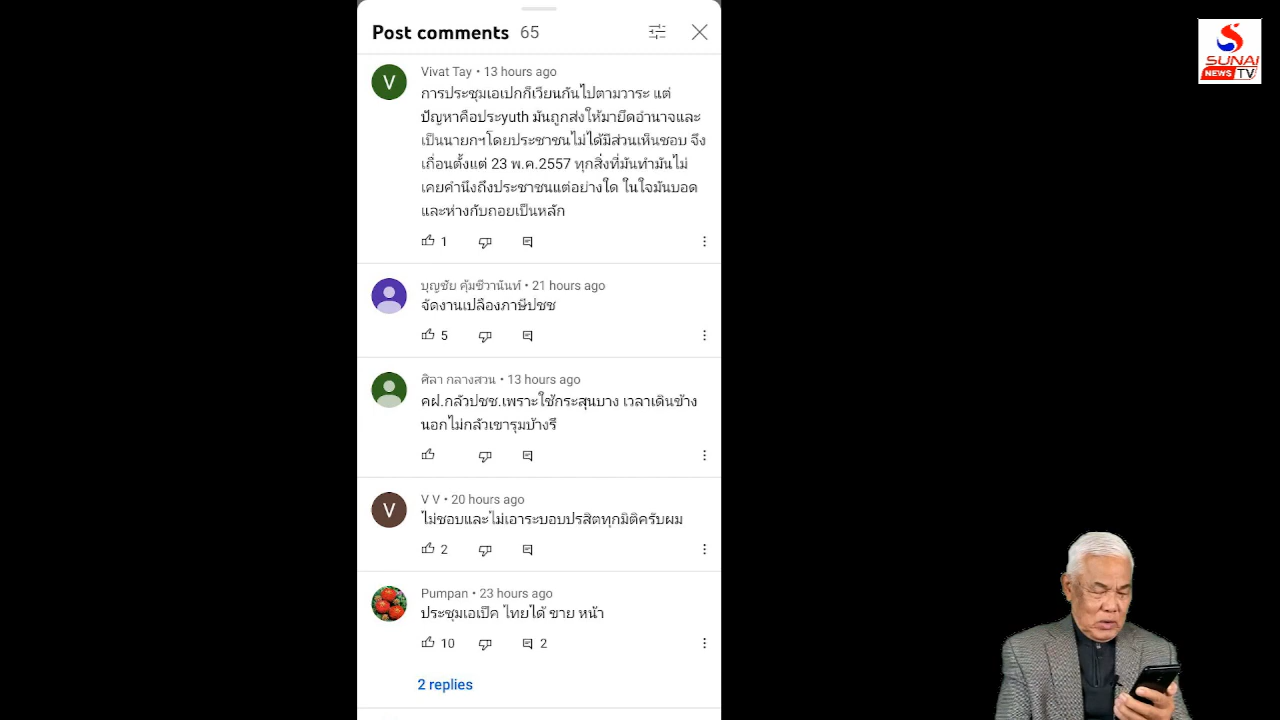 Post comments 65
SUNAI
NEWS TV
V
Vivat Tay • 13 hours ago
การประชุมเอเปกก็เวียนกันไปตามวาระ แต่
ปัญหาคือประyuth มันถูกส่งให้มายึดอำนาจและ
เป็นนายกฯโดยประชาชนไม่ได้มีส่วนเห็นชอบ จึง
เถื่อนตั้งแต่ 23 พ.ค.2557 ทุกสิ่งที่มันทำมันไม่
เคยคำนึงถึงประชาชนแต่อย่างใด ในใจมันบอด
และห่างกับถอยเป็นหลัก
1
บุญชัย คุ้มชีวานันท์ • 21 hours ago
จัดงานเปลืองภาษีปชช
5
ศิลา กลางสวน • 13 hours ago
คฝ.กลัวปชช.เพราะใช้กระสุนบาง เวลาเดินข้าง
นอกไม่กลัวเขารุมบ้างรึ
V
V V • 20 hours ago
ไม่ชอบและไม่เอาระบอบปรสิตทุกมิติครับผม
2
Pumpan • 23 hours ago
ประชุมเอเป๊ค ไทยได้ ขาย หน้า
10 2
2 replies